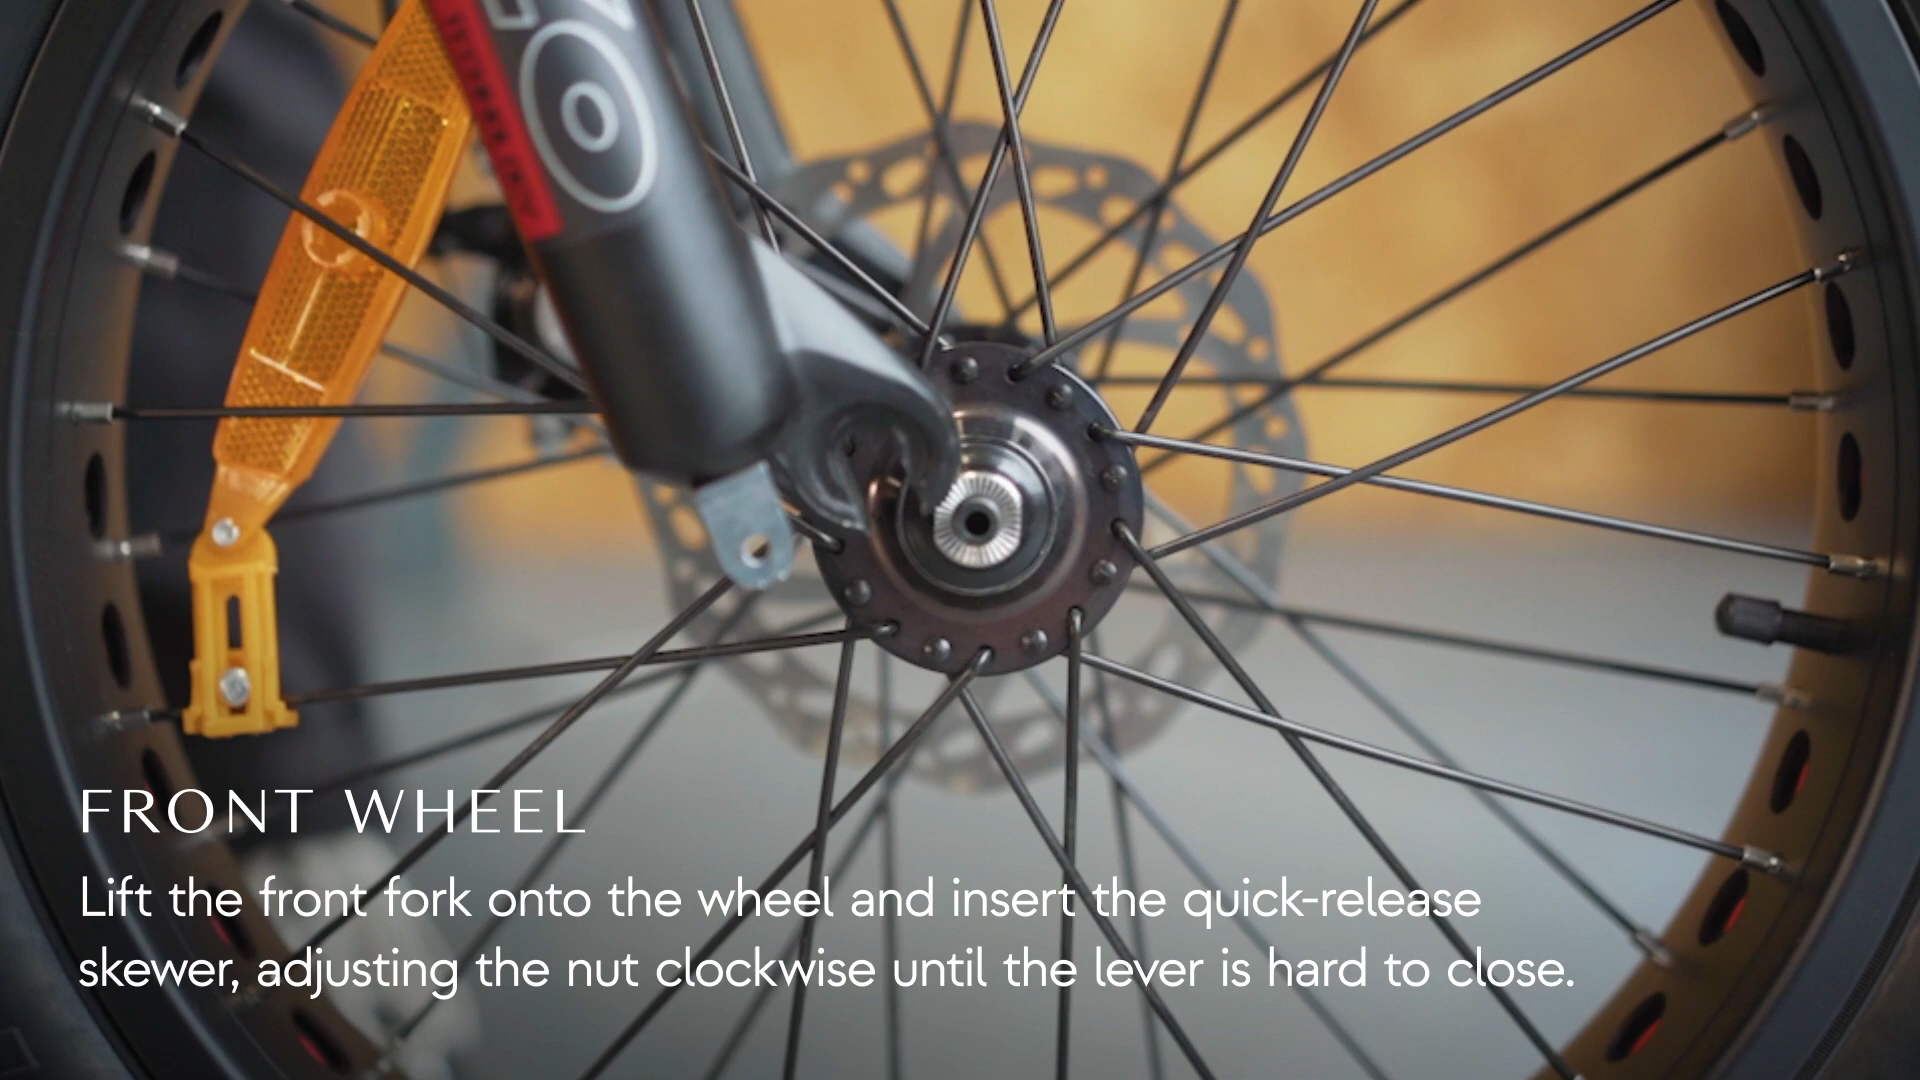 FRONT WHEEL
Lift the front fork onto the wheel and insert the quick-release
skewer, adjusting the nut clockwise until the lever is hard to close.